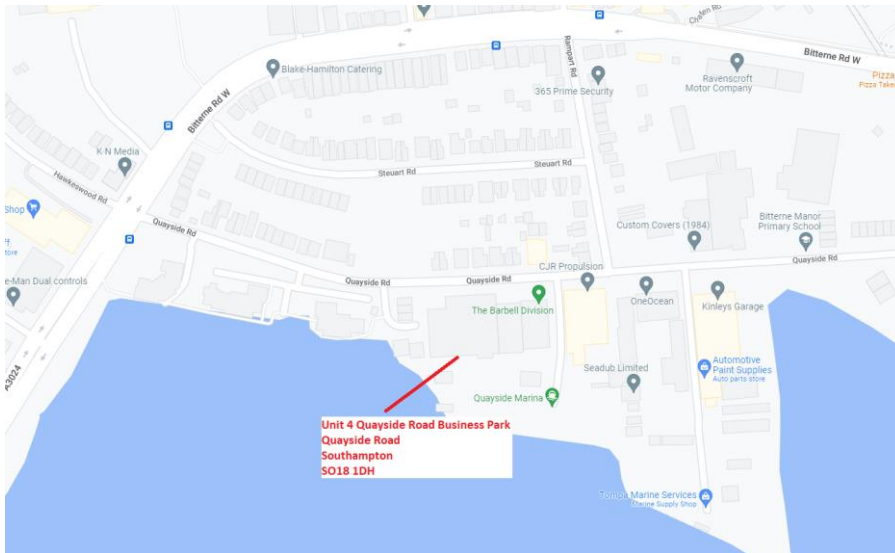 Clysten
Bitterne Rd W
Rampart Rd
Pizza
Pizza Take
Blake-Hamilton Catering
365 Prime Security
Ravenscroft
Motor Company
Bitterne Rd W
K N Media
Steuart Rd
Hawkeswood Rd
Shop
Quayside Rd
Custom Covers (1984)
Bitterne Manor
Primary School
ff.
store
e-Man Dual controls
Quayside Rd
Quayside Rd
CJR Propulsion
Quayside Rd
The Barbell Division
OneOcean
Kinleys Garage
A3024
Seadub Limited
Automotive
Paint Supplies
Auto parts store
Quayside Marina
Unit 4 Quayside Road Business Park
Quayside Road
Southampton
SO18 1DH
Marine Services
Marine Supply Shop